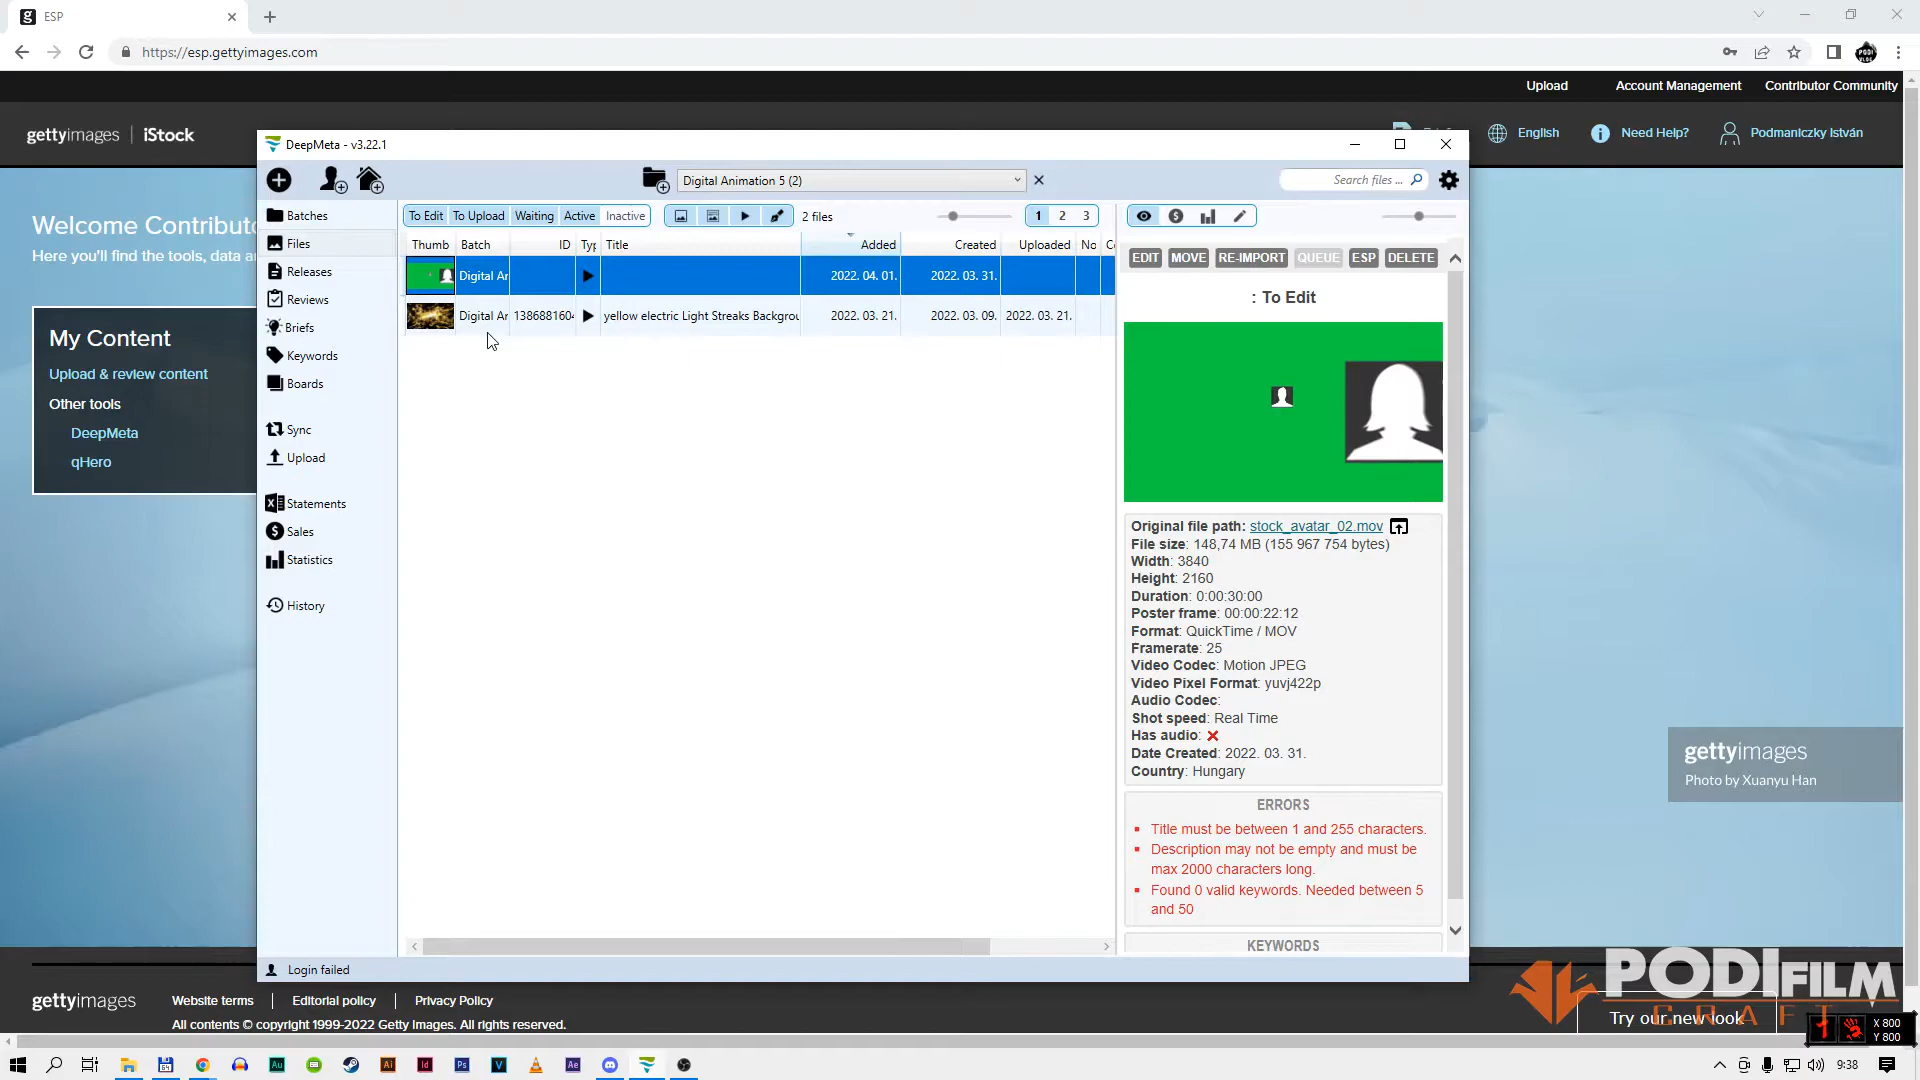 ESP
https://esp.gettyimages.com
Upload
Account Management
Contributor Community
gettyimages | iStock
English
Need Help?
Podmaniczky István
Welcome Contributo
Here you'll find the tools, data a
My Content
Upload & review content
Other tools
DeepMeta
qHero
DeepMeta - v3.22.1
Digital Animation 5 (2)
Search files ...
Batches
Files
Releases
Reviews
Briefs
Keywords
Boards
Sync
Upload
Statements
Sales
Statistics
History
To Edit To Upload Waiting Active Inactive
2 files
1 2 3
Thumb Batch ID Typ Title Added Created Uploaded No Co
Digital Ar 2022. 04. 01. 2022. 03. 31.
Digital Ar 1386881604 yellow electric Light Streaks Backgrou 2022. 03. 21. 2022. 03. 09. 2022. 03. 21.
EDIT MOVE RE-IMPORT QUEUE ESP DELETE
: To Edit
Original file path: stock_avatar_02.mov
File size: 148,74 MB (155 967 754 bytes)
Width: 3840
Height: 2160
Duration: 0:00:30:00
Poster frame: 00:00:22:12
Format: QuickTime / MOV
Framerate: 25
Video Codec: Motion JPEG
Video Pixel Format: yuvj422p
Audio Codec:
Shot speed: Real Time
Has audio:
Date Created: 2022. 03. 31.
Country: Hungary
ERRORS
Title must be between 1 and 255 characters.
Description may not be empty and must be
max 2000 characters long.
Found 0 valid keywords. Needed between 5
and 50
KEYWORDS
Login failed
gettyimages
Photo by Xuanyu Han
gettyimages
Website terms | Editorial policy | Privacy Policy
All contents © copyright 1999-2022 Getty Images. All rights reserved.
PODIFILM
CRAFT
Try our new look
X 800
Y 800
9:38